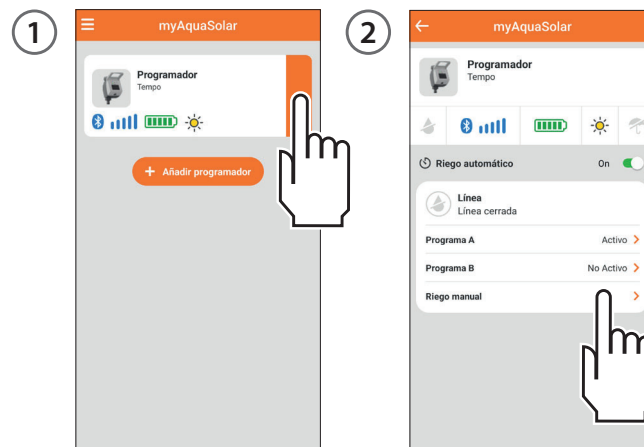 1
myAquaSolar
Programador
Tempo
+ Añadir programador
2
myAquaSolar
Programador
Tempo
Riego automático On
Línea
Línea cerrada
Programa A Activo >
Programa B No Activo >
Riego manual >